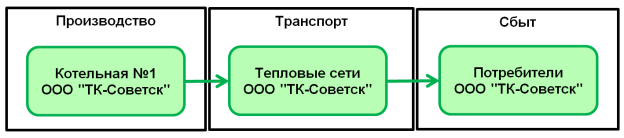 Производство
Транспорт
Сбыт
Котельная №1
ООО "ТК-Советск"
Тепловые сети
ООО "ТК-Советск"
Потребители
ООО "ТК-Советск"